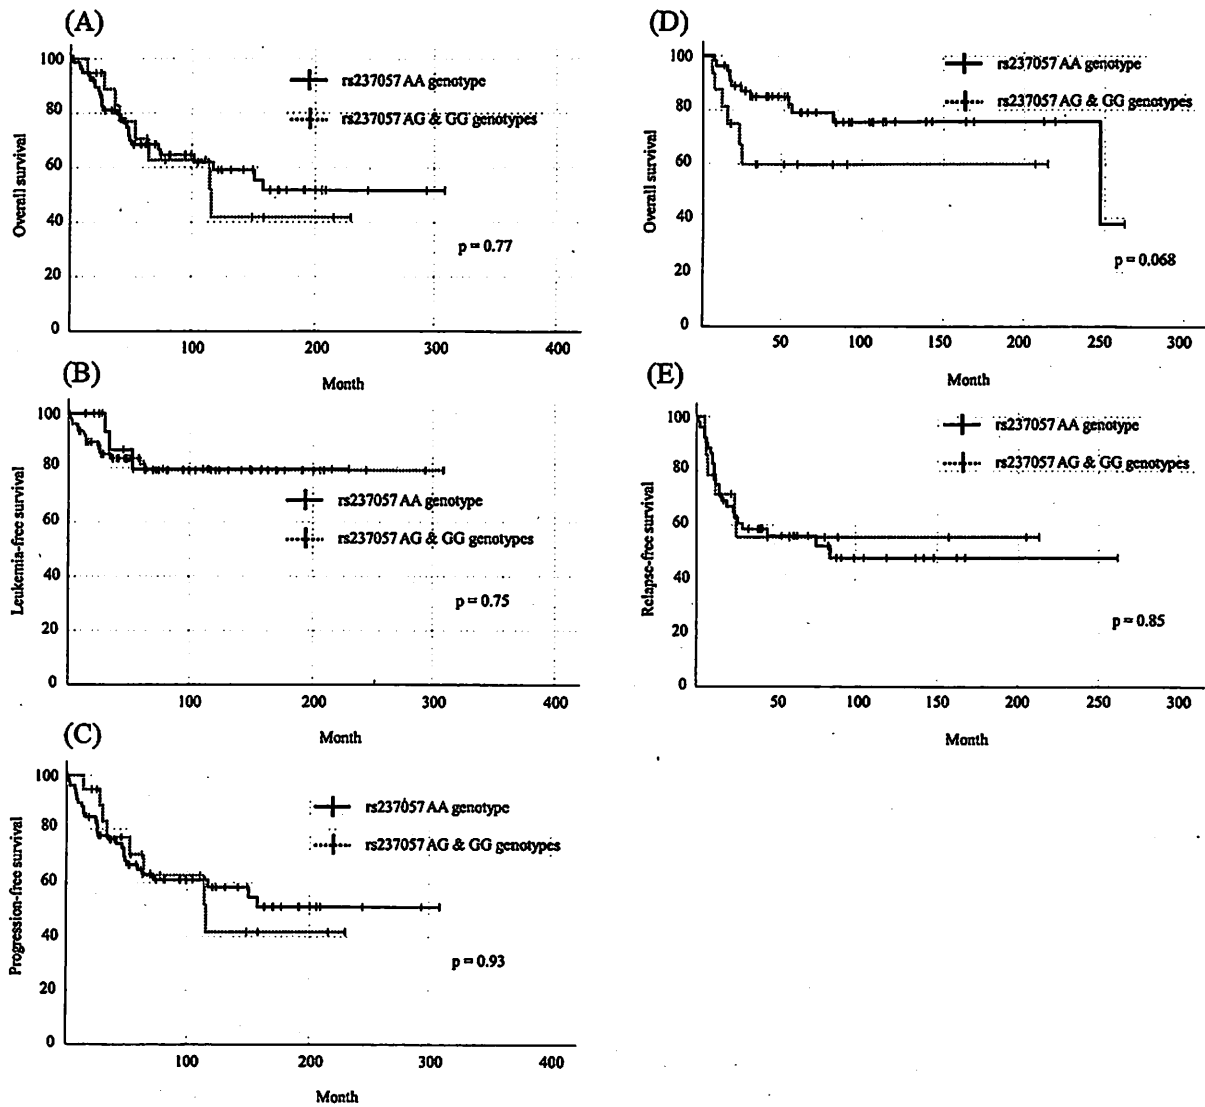 (A)
100
80
60
40
20
0
Overall survival
rs237057 AA genotype
rs237057 AG & GG genotypes
p = 0.77
100
200
300
400
Month
(B)
100
80
60
40
20
0
Leukemia-free survival
rs237057 AA genotype
rs237057 AG & GG genotypes
p = 0.75
100
200
300
400
Month
(C)
100
80
60
40
20
0
Progression-free survival
rs237057 AA genotype
rs237057 AG & GG genotypes
p = 0.93
100
200
300
400
Month
(D)
100
80
60
40
20
0
Overall survival
rs237057 AA genotype
rs237057 AG & GG genotypes
p = 0.068
50
100
150
200
250
300
Month
(E)
100
80
60
40
20
0
Relapse-free survival
rs237057 AA genotype
rs237057 AG & GG genotypes
p = 0.85
50
100
150
200
250
300
Month